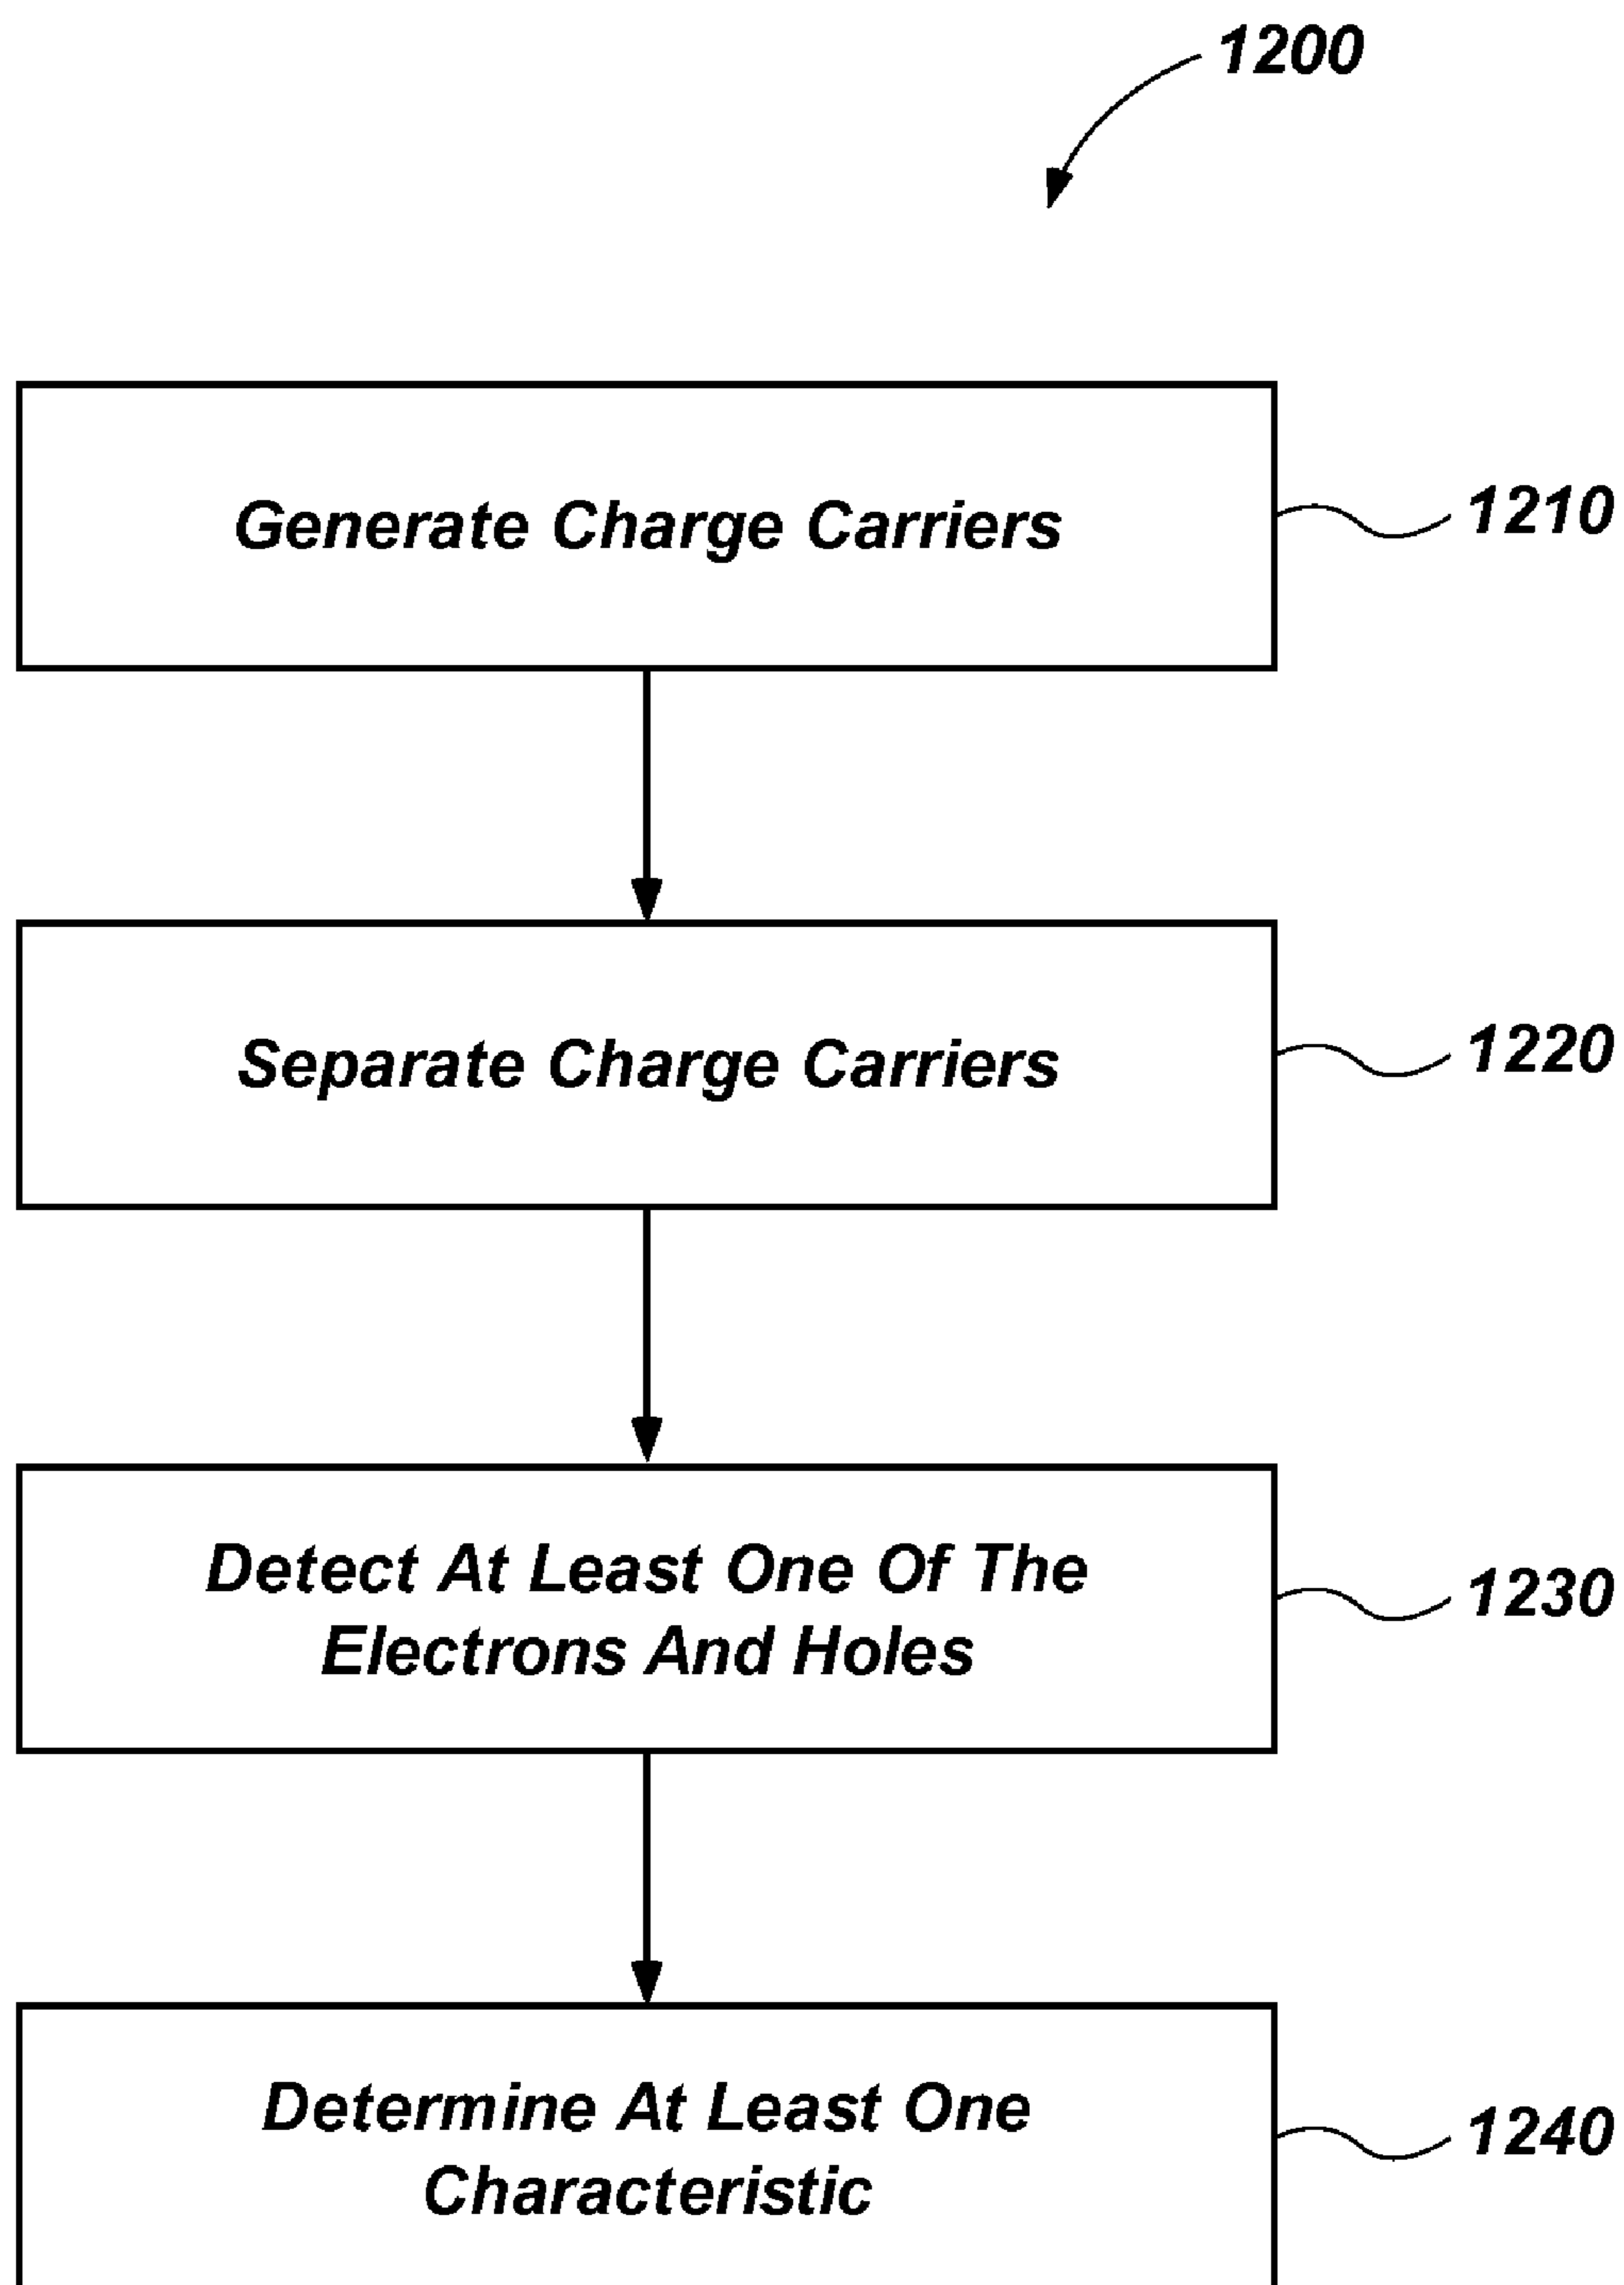 1200
Generate Charge Carriers
1210
Separate Charge Carriers
1220
Detect At Least One Of The
Electrons And Holes
1230
Determine At Least One
Characteristic
1240